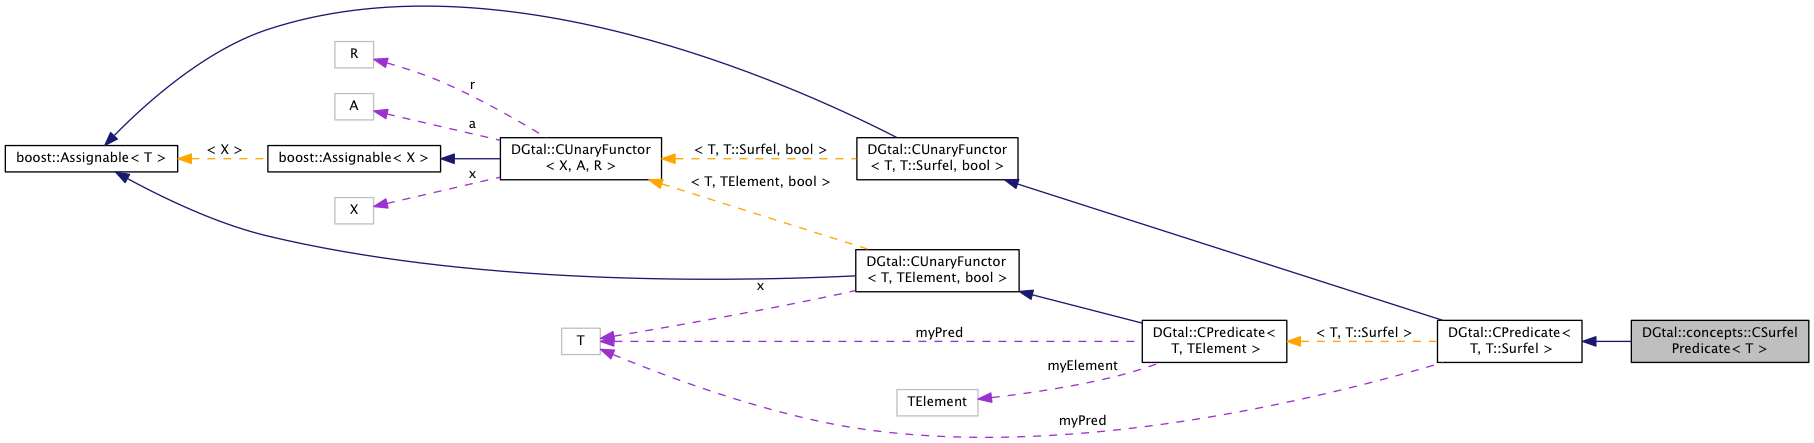 R
r
A
a
boost::Assignable< T >
< X >
boost::Assignable< X >
DGtal::CUnaryFunctor
< X, A, R >
< T, T::Surfel, bool >
DGtal::CUnaryFunctor
< T, T::Surfel, bool >
x
X
< T, TElement, bool >
DGtal::CUnaryFunctor
< T, TElement, bool >
x
T
myPred
DGtal::CPredicate<
T, TElement >
< T, T::Surfel >
DGtal::CPredicate<
T, T::Surfel >
DGtal::concepts::CSurfel
Predicate< T >
myElement
TElement
myPred